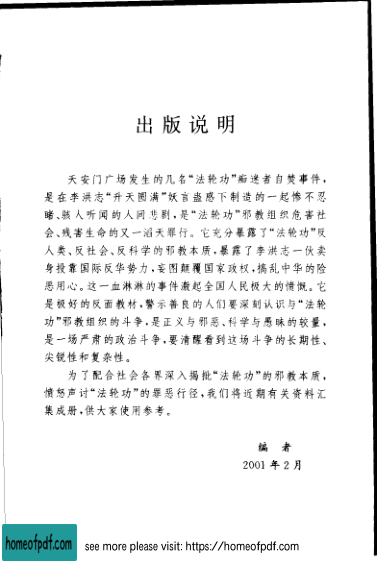 出版说明
天安门广场发生的几名“法轮功”痴迷者自焚事件，
是在李洪志“升天圆满”妖言蛊惑下制造的一起惨不忍
睹、骇人听闻的人间悲剧，是“法轮功”邪教组织危害社
会、残害生命的又一滔天罪行。它充分暴露了“法轮功”反
人类、反社会、反科学的邪教本质，暴露了李洪志一伙卖
身投靠国际反华势力，妄图颠覆国家政权，搞乱中华的险
恶用心。这一血淋淋的事件激起全国人民极大的愤慨。它
是极好的反面教材，警示善良的人们要深刻认识与“法轮
功”邪教组织的斗争，是正义与邪恶、科学与愚昧的较量，
是一场严肃的政治斗争，要清醒看到这场斗争的长期性、
尖锐性和复杂性。
为了配合社会各界深入揭批“法轮功”的邪教本质，
愤怒声讨“法轮功”的罪恶行径，我们将近期有关资料汇
集成册，供大家使用参考。
编 者
2001 年 2 月
homeofpdf.com
see more please visit: https://homeofpdf.com